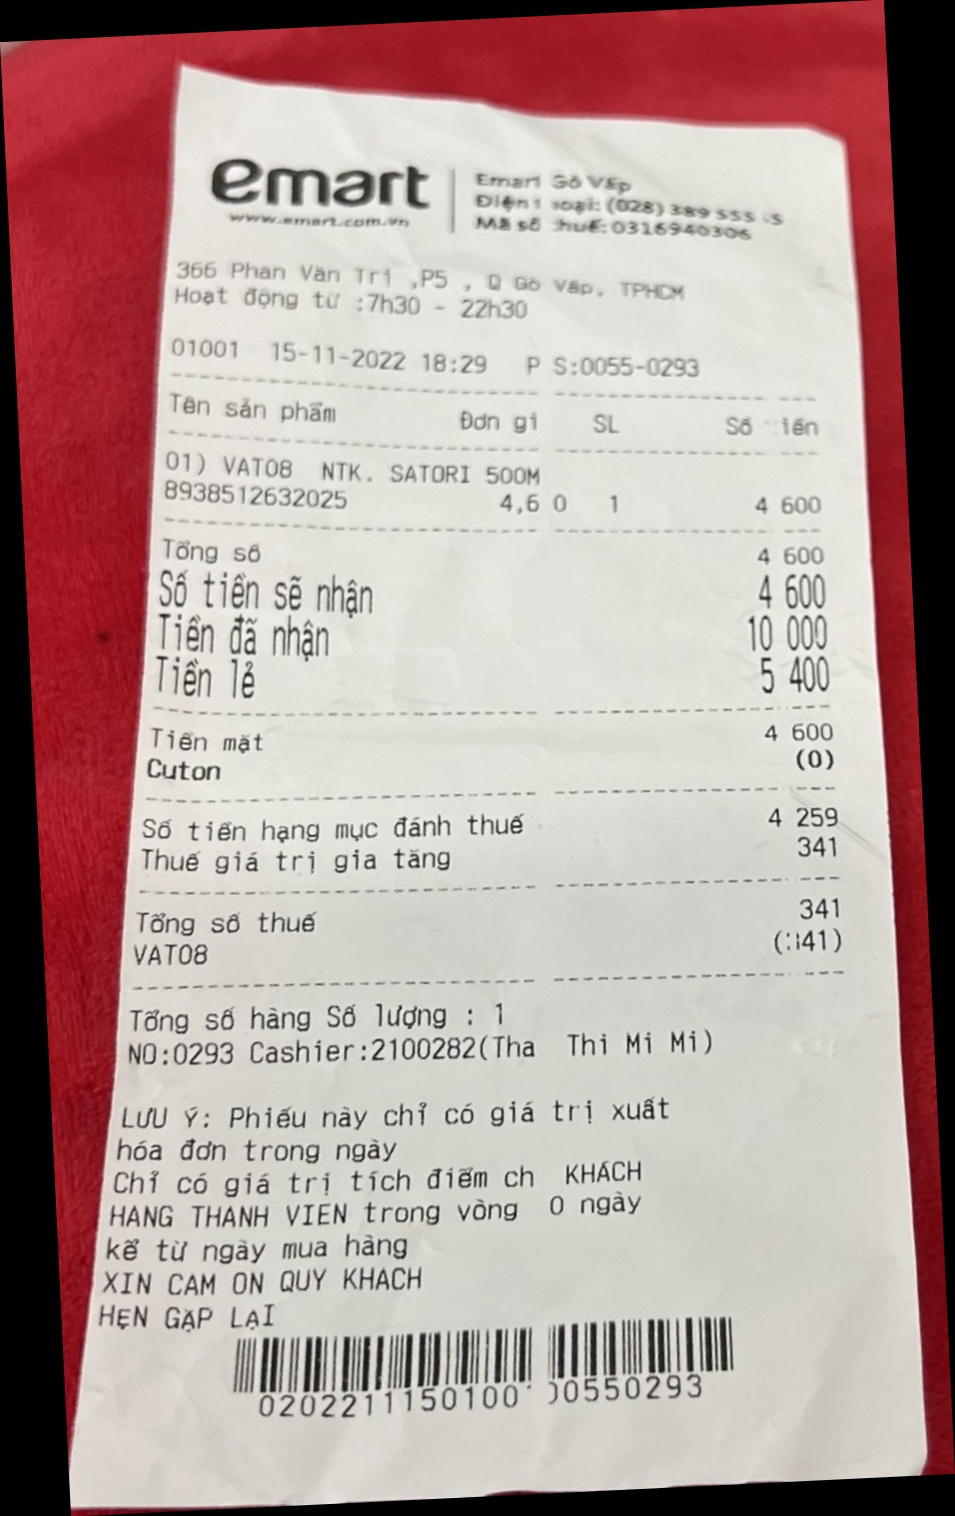 emart
www.emart.com.vn
Emart Gò Vấp
Điện thoại: (028) 389 555
Mã số thuế: 0316940306
366 Phan Văn Trị ,P5 , Q Gò Vấp, TPHCM
Hoạt động từ :7h30 - 22h30
01001 15-11-2022 18:29 P S:0055-0293
Tên sản phẩm Đơn gi SL Số iền
01) VAT08 NTK. SATORI 500M
8938512632025 4,6 0 1 4 600
Tổng số 4 600
Số tiền sẽ nhận 4 600
Tiền đã nhận 10 000
Tiền lẻ 5 400
Tiền mặt 4 600
Cuton (0)
Số tiền hạng mục đánh thuế 4 259
Thuế giá trị gia tăng 341
Tổng số thuế 341
VAT08 (341)
Tổng số hàng Số lượng : 1
NO:0293 Cashier:2100282(Tha Thi Mi Mi)
LƯU Ý: Phiếu này chỉ có giá trị xuất
hóa đơn trong ngày
Chỉ có giá trị tích điểm ch KHÁCH
HANG THANH VIEN trong vòng 0 ngày
kể từ ngày mua hàng
XIN CAM ON QUY KHACH
HẸN GẶP LẠI
0202211150100 00550293